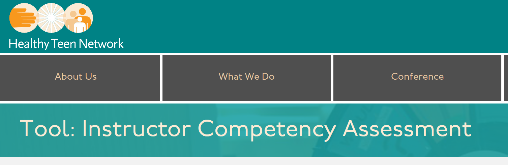 Healthy Teen Network
About Us
What We Do
Conference
Tool: Instructor Competency Assessment